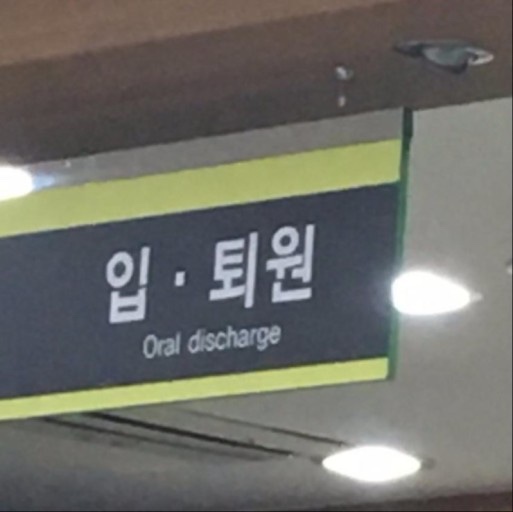 입·퇴원
Oral discharge